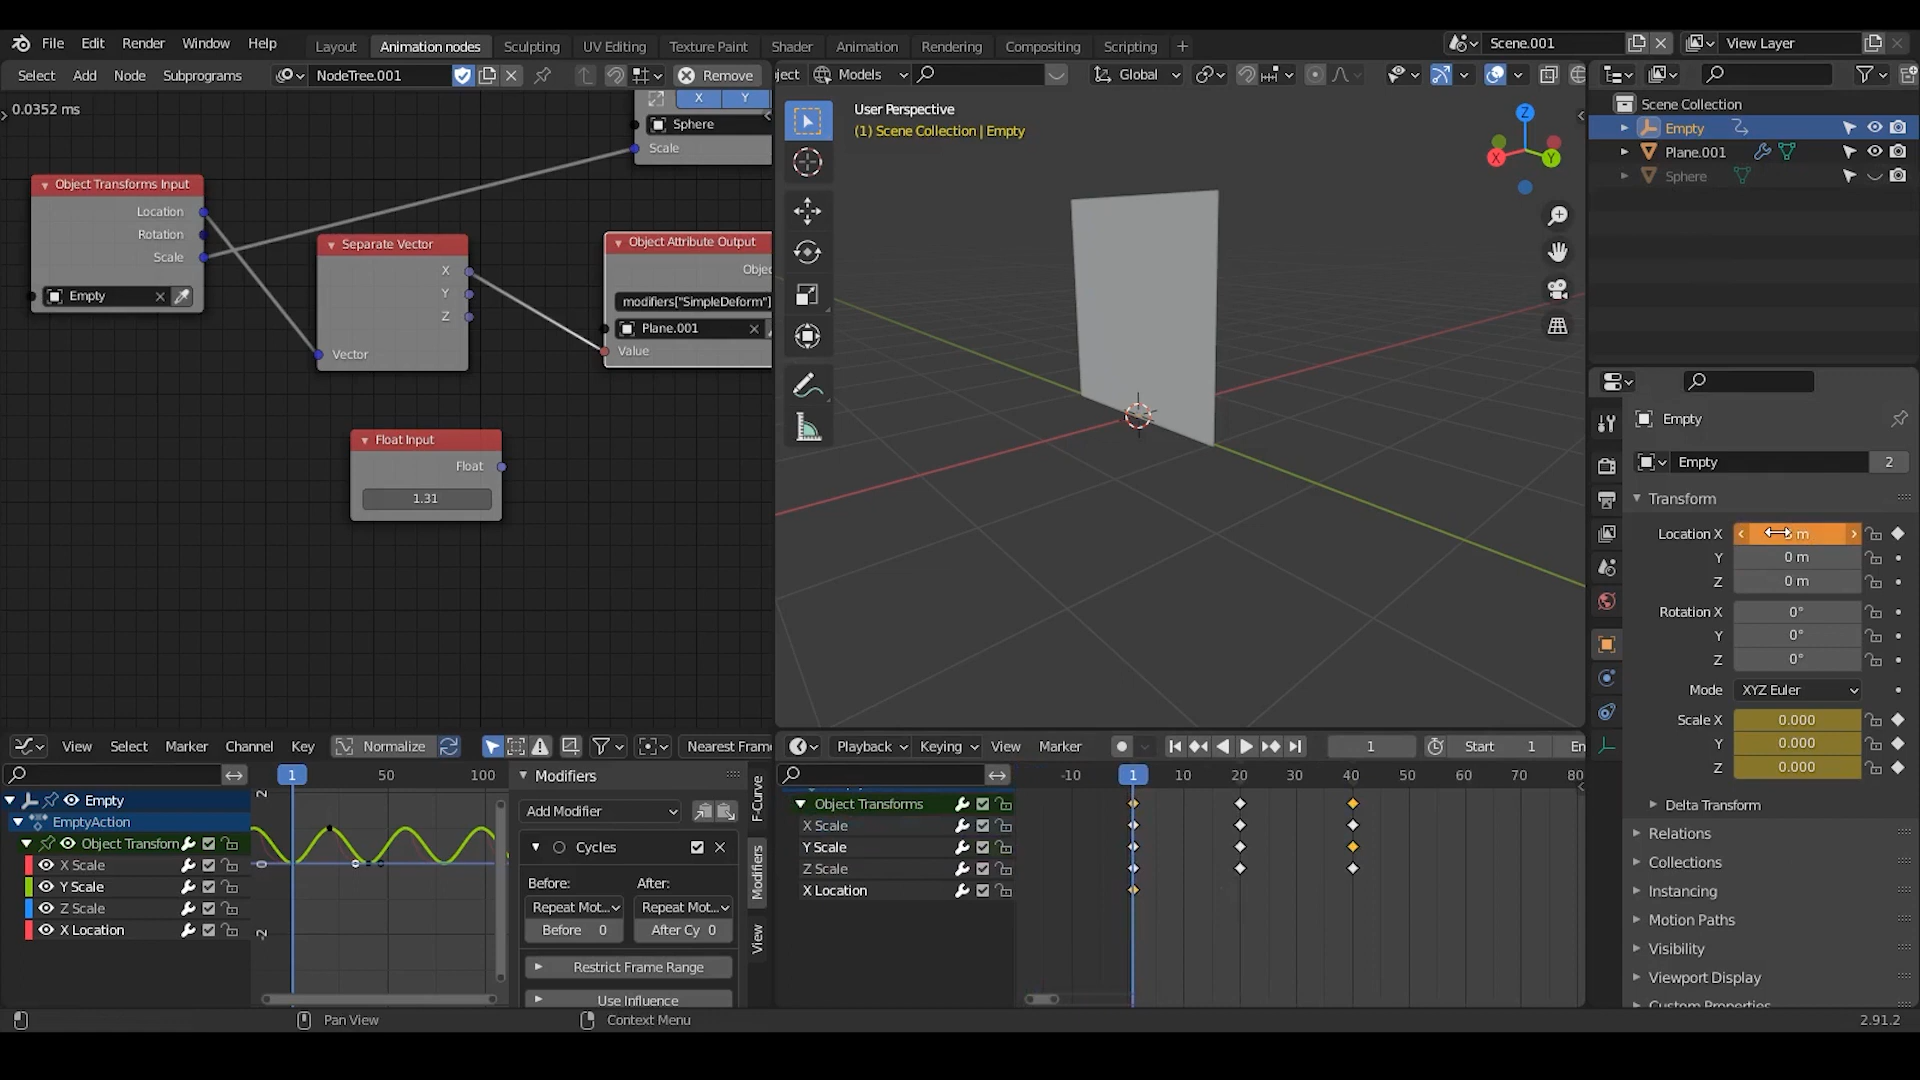 File Edit Render Window Help Layout Animation nodes Sculpting UV Editing Texture Paint Shader Animation Rendering Compositing Scripting Scene.001 View Layer
Select Add Node Subprograms NodeTree.001 Remove
ject Models Global
0.0352 ms
X Y
Sphere
Scale
Object Transforms Input
Location
Rotation
Scale
Empty
Separate Vector
X
Y
Z
Vector
Object Attribute Output
Objec
modifiers["SimpleDeform"]
Plane.001
Value
Float Input
Float
1.31
User Perspective
(1) Scene Collection | Empty
Z
X
Y
Scene Collection
Empty
Plane.001
Sphere
Empty
Empty 2
Transform
Location X m
Y 0 m
Z 0 m
Rotation X 0°
Y 0°
Z 0°
Mode XYZ Euler
Scale X 0.000
Y 0.000
Z 0.000
Delta Transform
Relations
Collections
Instancing
Motion Paths
Visibility
Viewport Display
Custom Properties
View Select Marker Channel Key Normalize Nearest Fram
1 50 100
2
0
-2
Empty
EmptyAction
Object Transform
X Scale
Y Scale
Z Scale
X Location
Modifiers
Add Modifier
Cycles
Before: After:
Repeat Mot... Repeat Mot...
Before 0 After Cy 0
Restrict Frame Range
Use Influence
F-Curve
Modifiers
View
Playback Keying View Marker 1 Start 1 En
-10 1 10 20 30 40 50 60 70 80
Object Transforms
X Scale
Y Scale
Z Scale
X Location
Pan View Context Menu 2.91.2